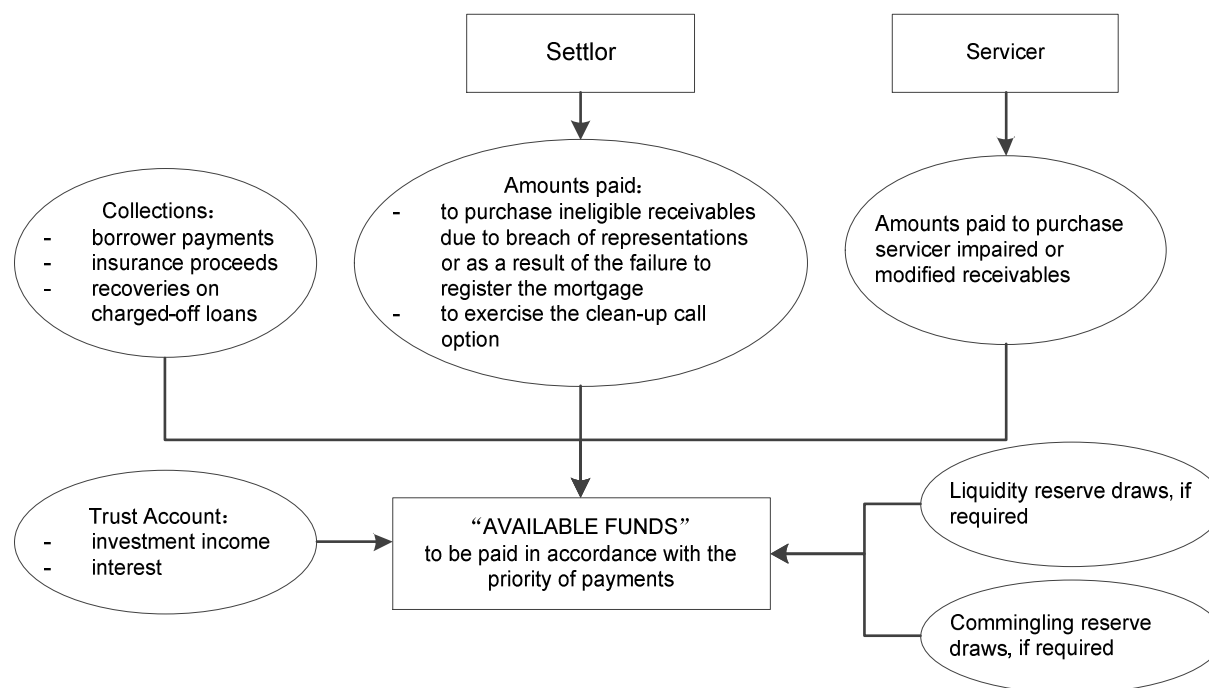 Settlor
Servicer
Collections：
- borrower payments
- insurance proceeds
- recoveries on
charged-off loans
Amounts paid：
- to purchase ineligible receivables
due to breach of representations
or as a result of the failure to
register the mortgage
- to exercise the clean-up call
option
Amounts paid to purchase
servicer impaired or
modified receivables
Trust Account：
- investment income
- interest
“AVAILABLE FUNDS”
to be paid in accordance with the
priority of payments
Liquidity reserve draws, if
required
Commingling reserve
draws, if required